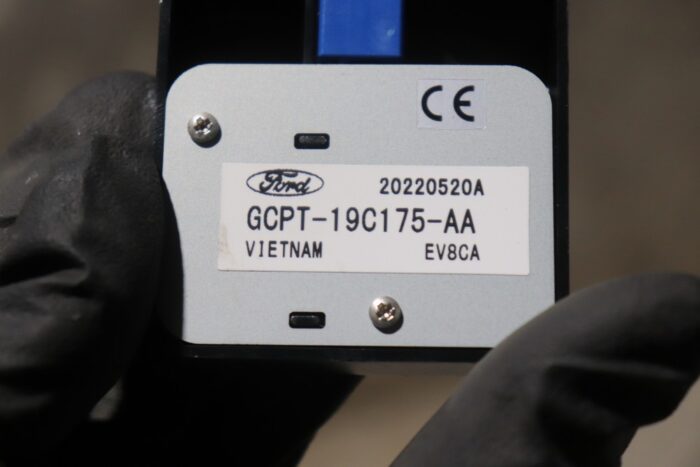 CE
Ford 20220520A
GCPT-19C175-AA
VIETNAM EV8CA